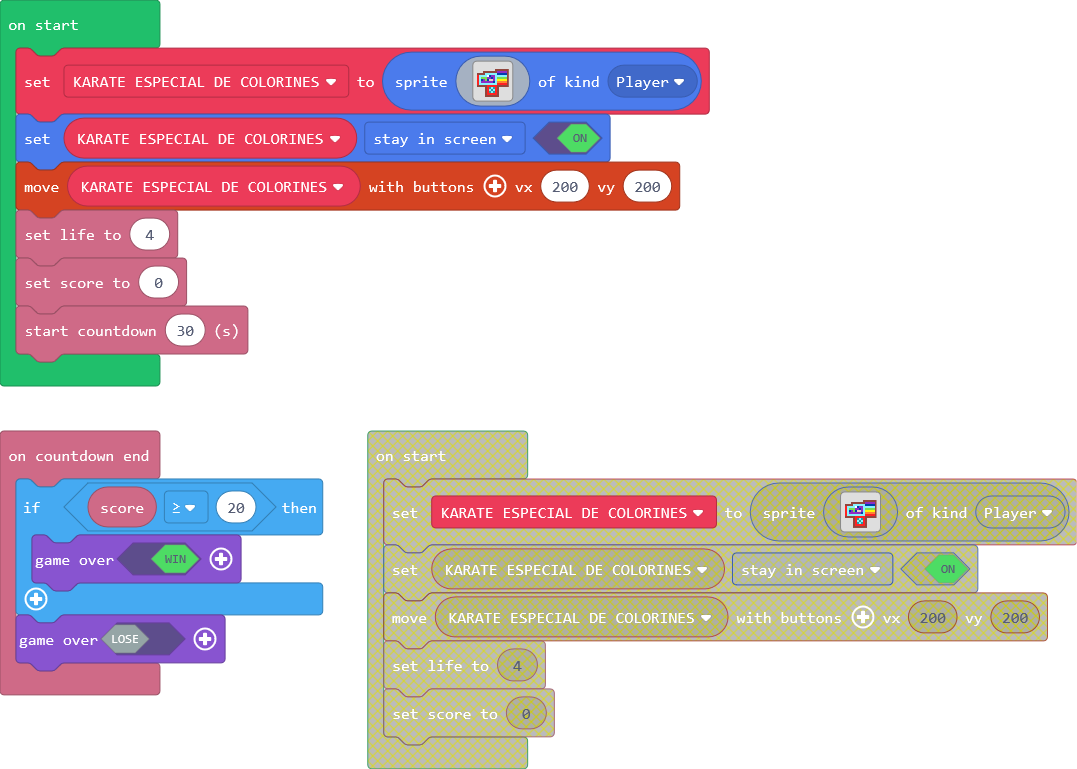 on start
set KARATE ESPECIAL DE COLORINES to sprite of kind Player
set KARATE ESPECIAL DE COLORINES stay in screen ON
move KARATE ESPECIAL DE COLORINES with buttons vx 200 vy 200
set life to 4
set score to 0
start countdown 30 (s)
on countdown end
if score ≥ 20 then
game over WIN
game over LOSE
on start
set KARATE ESPECIAL DE COLORINES to sprite of kind Player
set KARATE ESPECIAL DE COLORINES stay in screen ON
move KARATE ESPECIAL DE COLORINES with buttons vx 200 vy 200
set life to 4
set score to 0